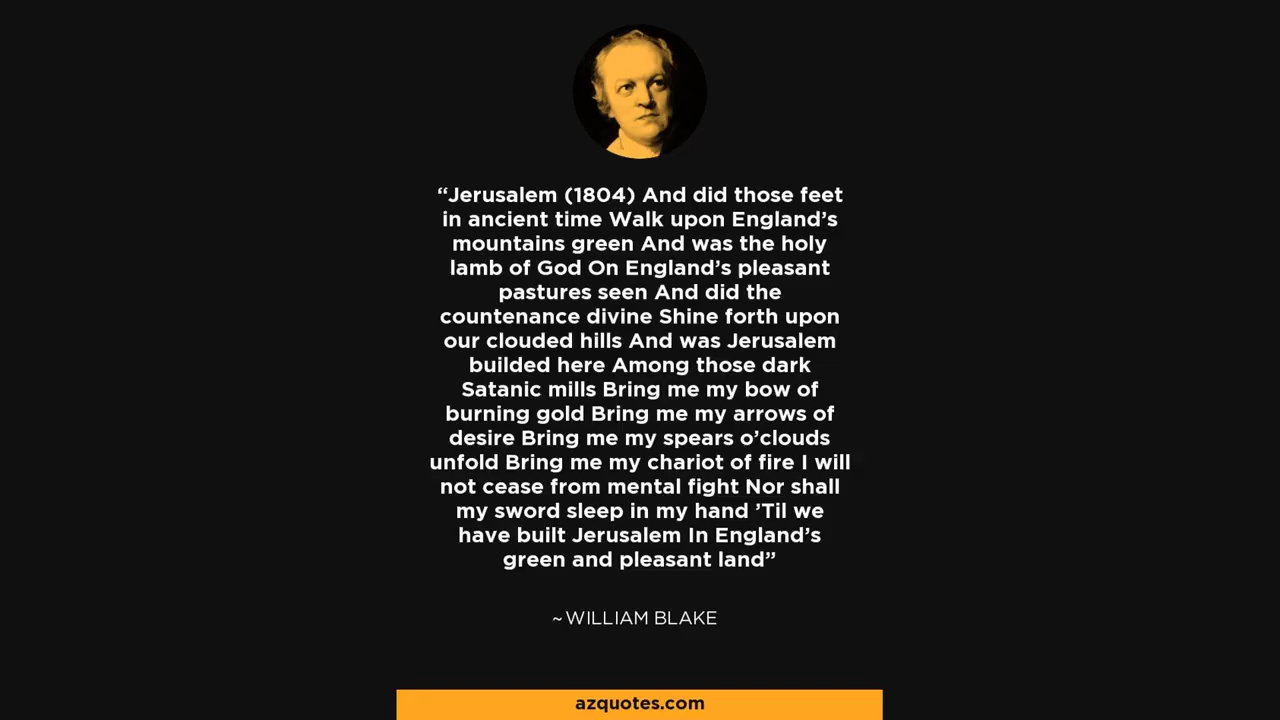 “Jerusalem (1804) And did those feet
in ancient time Walk upon England’s
mountains green And was the holy
lamb of God On England’s pleasant
pastures seen And did the
countenance divine Shine forth upon
our clouded hills And was Jerusalem
builded here Among those dark
Satanic mills Bring me my bow of
burning gold Bring me my arrows of
desire Bring me my spears o’clouds
unfold Bring me my chariot of fire I will
not cease from mental fight Nor shall
my sword sleep in my hand ’Til we
have built Jerusalem In England’s
green and pleasant land”
~ WILLIAM BLAKE
azquotes.com